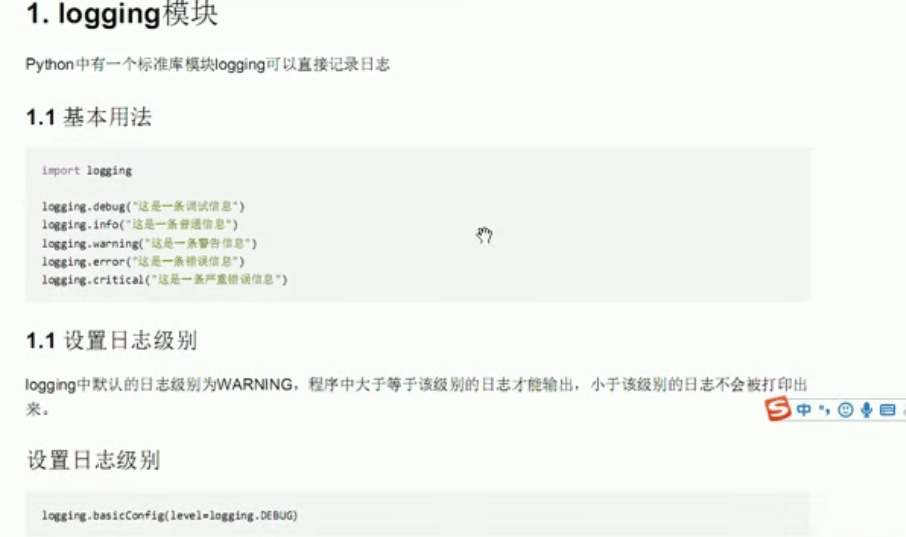 1. logging模块
Python中有一个标准库模块logging可以直接记录日志
1.1 基本用法
import logging
logging.debug("这是一条调试信息")
logging.info("这是一条普通信息")
logging.warning("这是一条警告信息")
logging.error("这是一条错误信息")
logging.critical("这是一条严重错误信息")
1.1 设置日志级别
logging中默认的日志级别为WARNING，程序中大于等于该级别的日志才能输出，小于该级别的日志不会被打印出
来。
S中
设置日志级别
logging.basicConfig(level=logging.DEBUG)